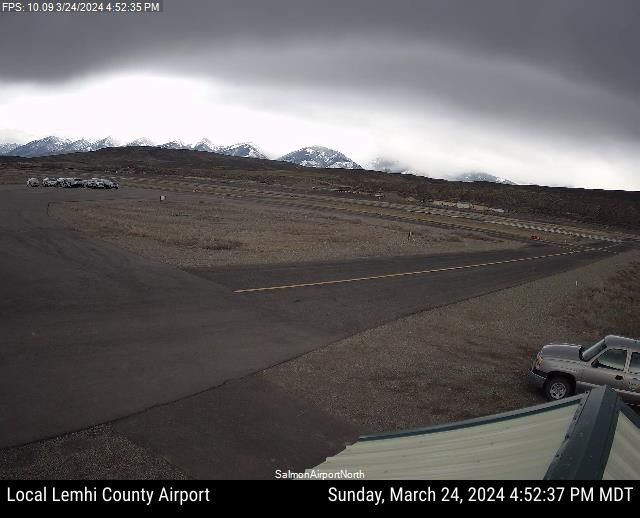 FPS: 10.09 3/24/2024 4:52:35 PM
SalmonAirportNorth
Local Lemhi County Airport
Sunday, March 24, 2024 4:52:37 PM MDT